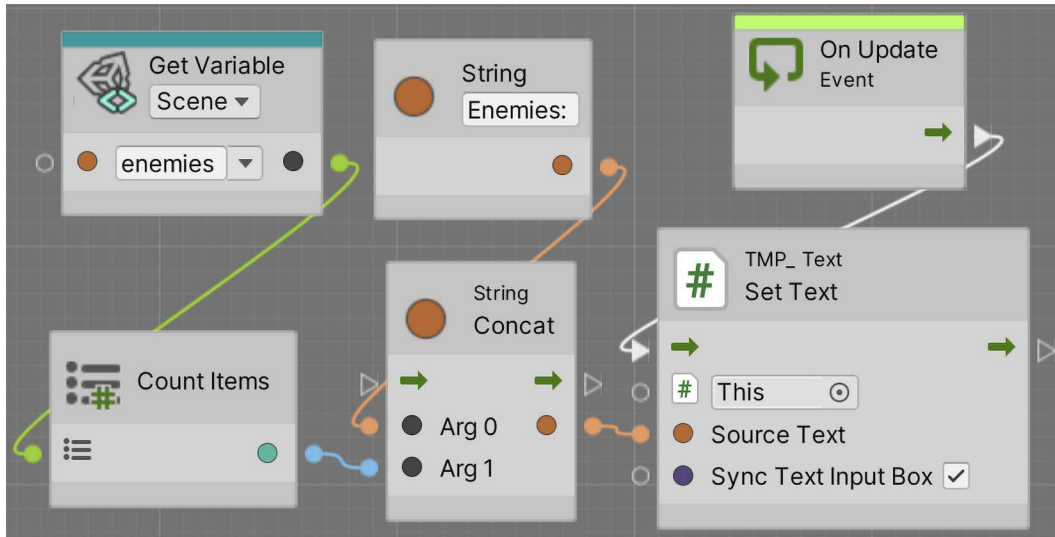 Get Variable
Scene
enemies
String
Enemies:
On Update
Event
Count Items
String
Concat
Arg 0
Arg 1
TMP_ Text
Set Text
This
Source Text
Sync Text Input Box